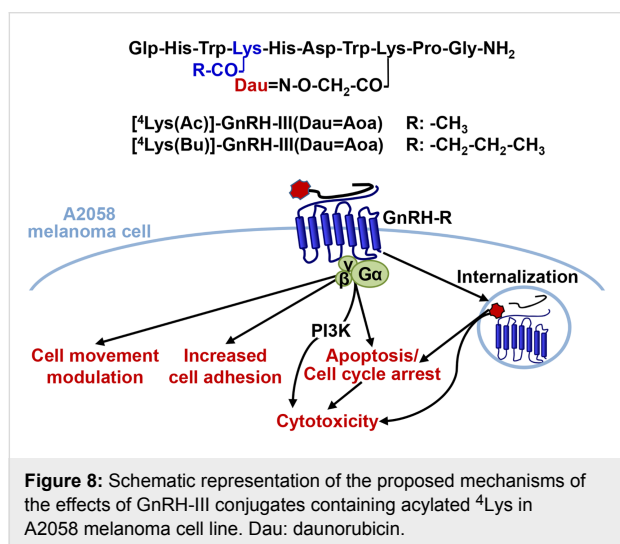 Glp-His-Trp-Lys-His-Asp-Trp-Lys-Pro-Gly-NH₂
R-CO
Dau=N-O-CH₂-CO
[⁴Lys(Ac)]-GnRH-III(Dau=Aoa) R: -CH₃
[⁴Lys(Bu)]-GnRH-III(Dau=Aoa) R: -CH₂-CH₂-CH₃
A2058
melanoma cell
GnRH-R
γ
β
Gα
Internalization
PI3K
Cell movement
modulation
Increased
cell adhesion
Apoptosis/
Cell cycle arrest
Cytotoxicity
Figure 8: Schematic representation of the proposed mechanisms of
the effects of GnRH-III conjugates containing acylated ⁴Lys in
A2058 melanoma cell line. Dau: daunorubicin.